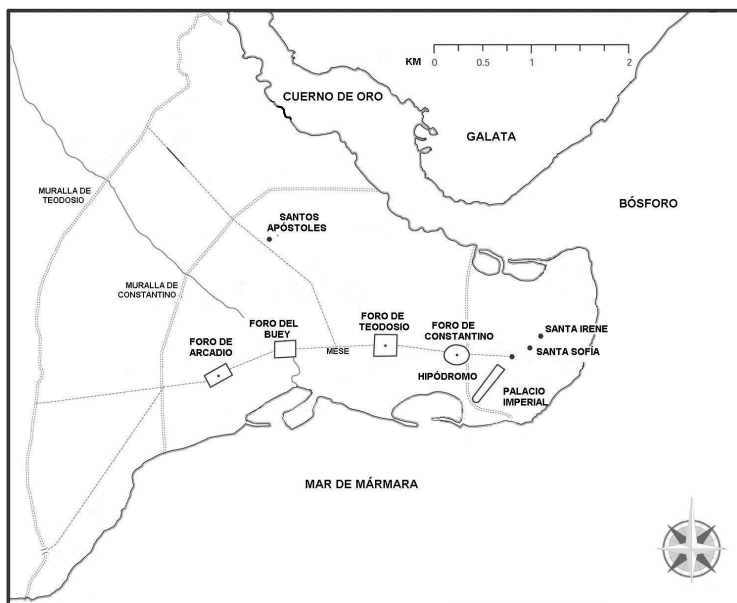 KM
0
0.5
1
2
CUERNO DE ORO
GALATA
BÓSFORO
MURALLA DE
TEODOSIO
SANTOS
APÓSTOLES
MURALLA DE
CONSTANTINO
FORO DEL
BUEY
FORO DE
TEODOSIO
FORO DE
CONSTANTINO
SANTA IRENE
FORO DE
ARCADIO
MESE
SANTA SOFÍA
HIPÓDROMO
PALACIO
IMPERIAL
MAR DE MÁRMARA